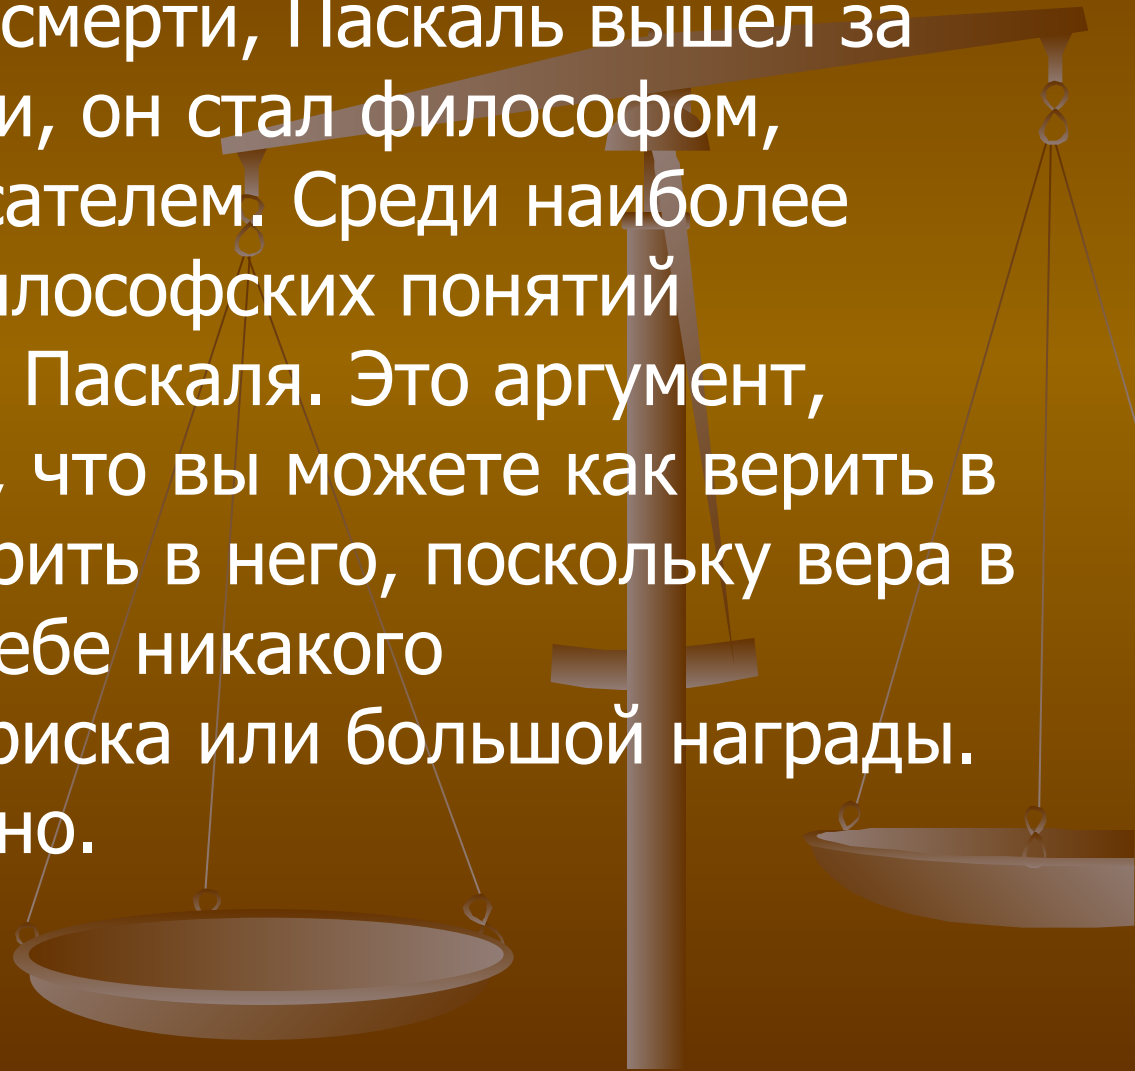 смерти, Паскаль вышел за
и, он стал философом,
сателем. Среди наиболее
илософских понятий
Паскаля. Это аргумент,
что вы можете как верить в
рить в него, поскольку вера в
ебе никакого
риска или большой награды.
но.